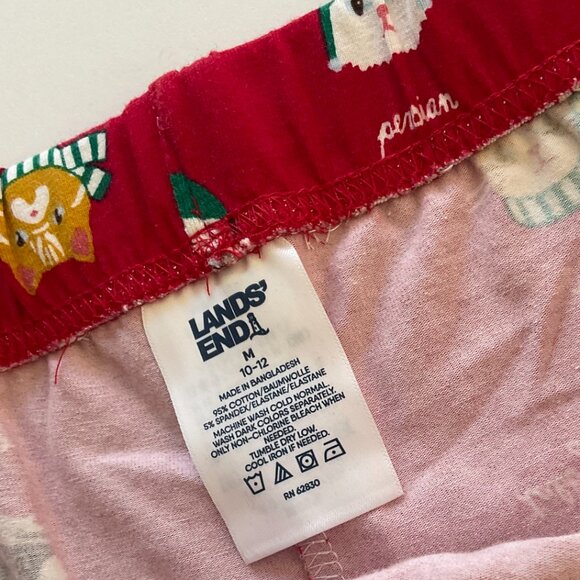 persian
LANDS'
END
M
10-12
MADE IN BANGLADESH
95% COTTON/BAUMWOLLE
5% SPANDEX/ELASTANE/ELASTANE
MACHINE WASH COLD NORMAL.
WASH DARK COLORS SEPARATELY.
ONLY NON-CHLORINE BLEACH WHEN
NEEDED.
TUMBLE DRY LOW.
COOL IRON IF NEEDED.
RN 62830